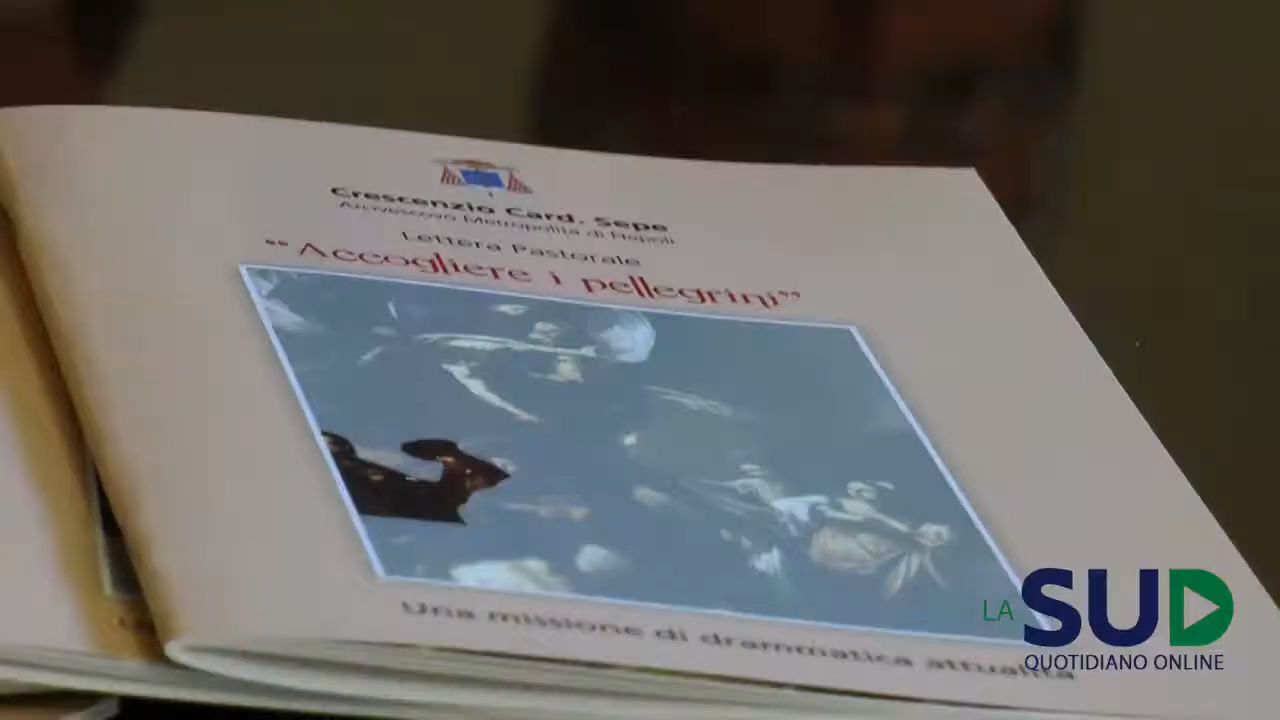 Crescenzio Card. Sepe
Arcivescovo Metropolita di Napoli
Lettera Pastorale
“Accogliere i pellegrini”
Una missione di drammatica attualità
LA SUD
QUOTIDIANO ONLINE